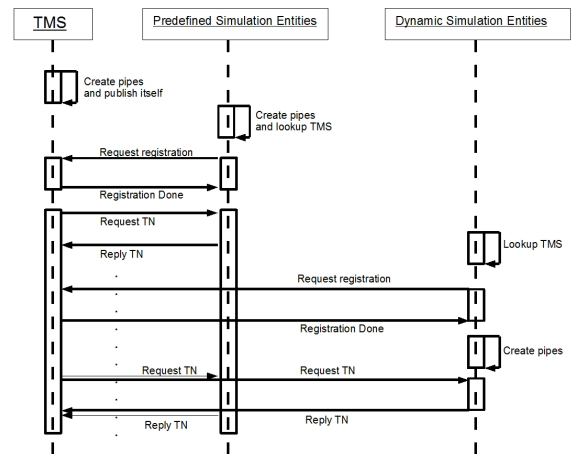 TMS
Predefined Simulation Entities
Dynamic Simulation Entities
Create pipes
and publish itself
Create pipes
and lookup TMS
Request registration
Registration Done
Request TN
Reply TN
Lookup TMS
Request registration
Registration Done
Create pipes
Request TN
Request TN
Reply TN
Reply TN